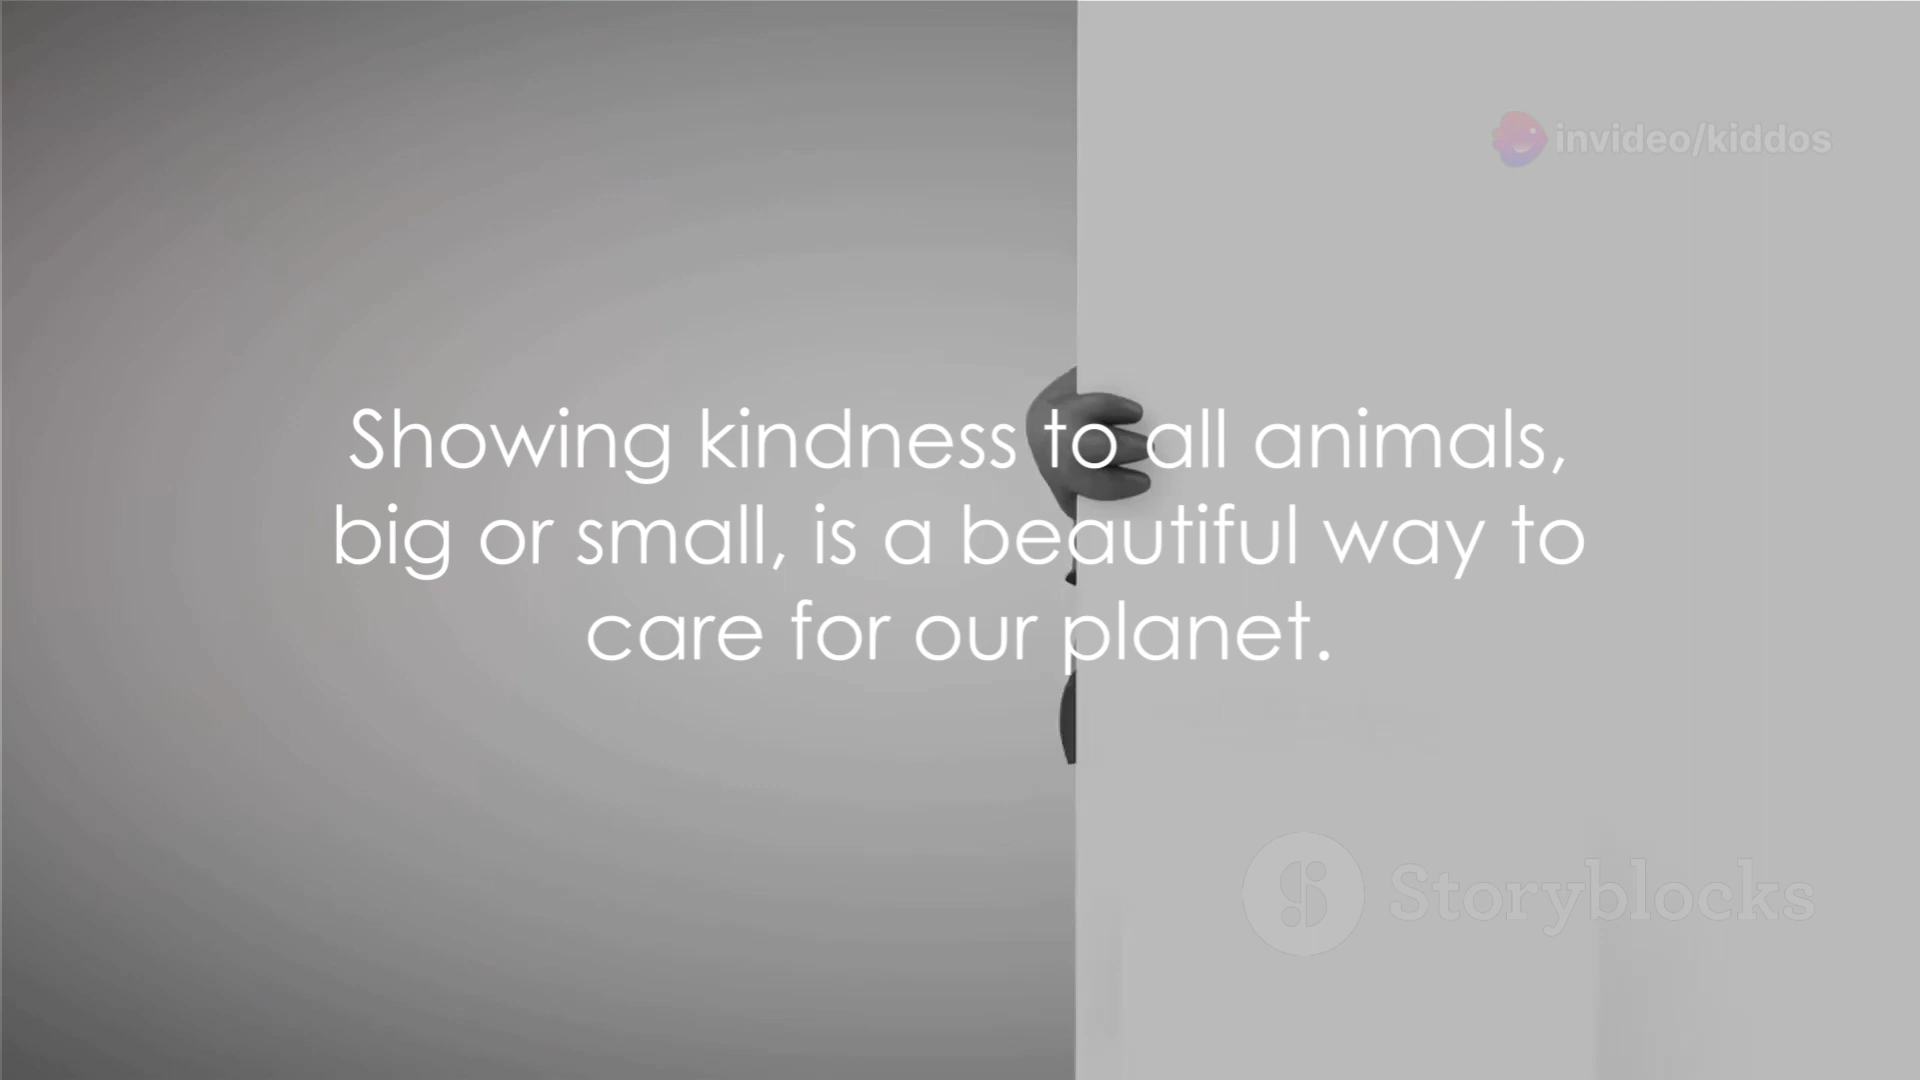 invideo/kiddos
Showing kindness to all animals,
big or small, is a beautiful way to
care for our planet.
Storyblocks